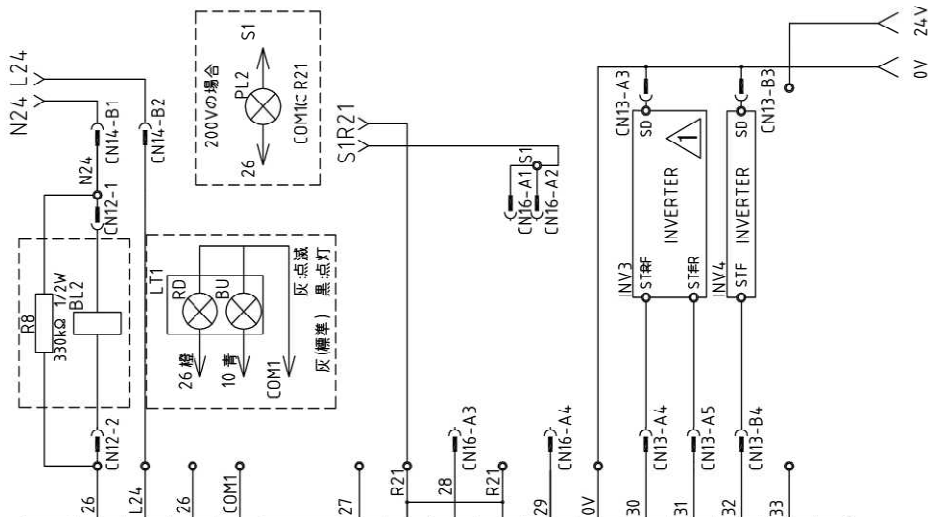 N24
L24
CN14-B1
CN14-B2
N24
CN12-1
R8
330kΩ 1/2W
BL2
CN12-2
26
L24
26
COM1
200Vの場合
PL2
S1
26
COM1に R21
LT1
RD
BU
26 橙
10 青
COM1
灰:点滅
黒:点灯
灰(標準)
S1
R21
S1
CN16-A1
CN16-A2
27
R21
28
CN16-A3
R21
29
CN16-A4
0V
30
CN13-A4
31
CN13-A5
32
CN13-B4
33
24V
0V
CN13-A3
SD
1
INVERTER
INV3
STR
CN13-B3
SD
INVERTER
INV4
STF